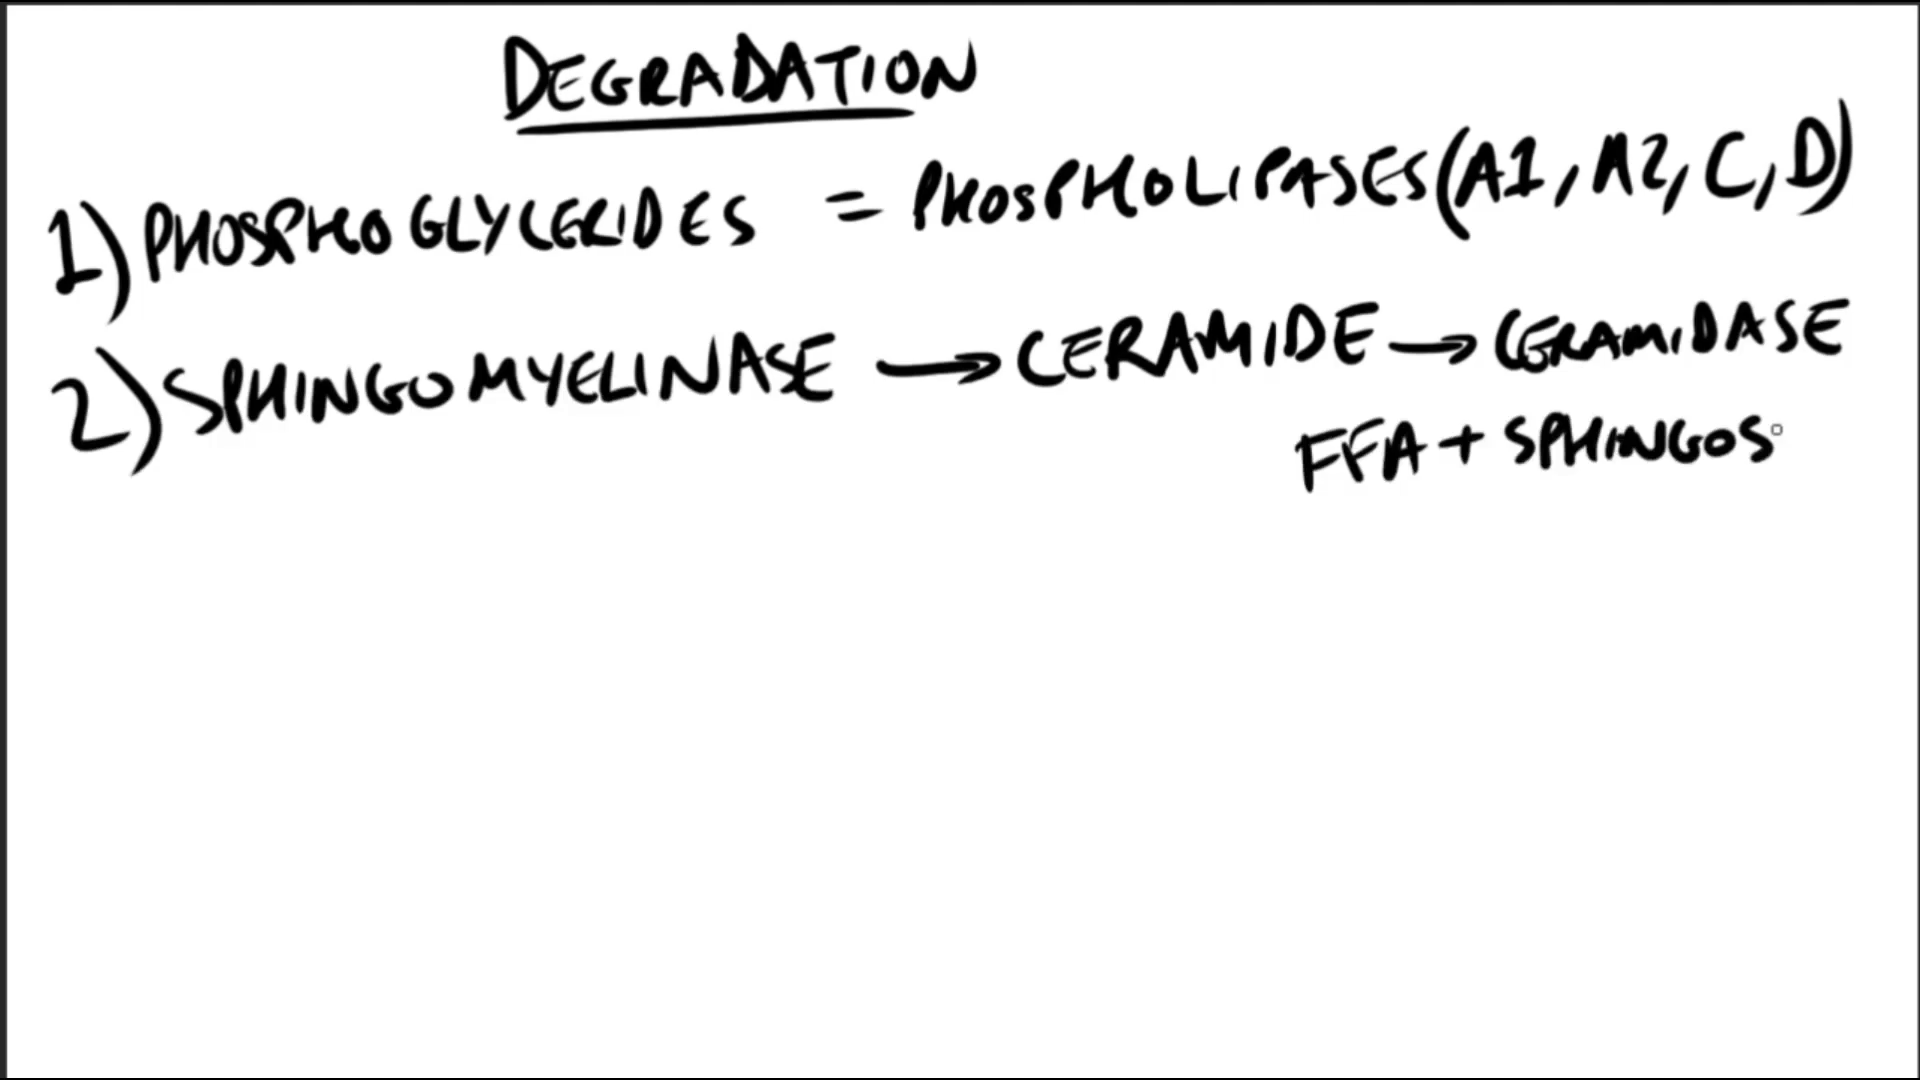 DEGRADATION
1) PHOSPHOGLYCERIDES = PHOSPHOLIPASES (A1, A2, C, D)
2) SPHINGOMYELINASE → CERAMIDE → CERAMIDASE
FFA + SPHINGOS